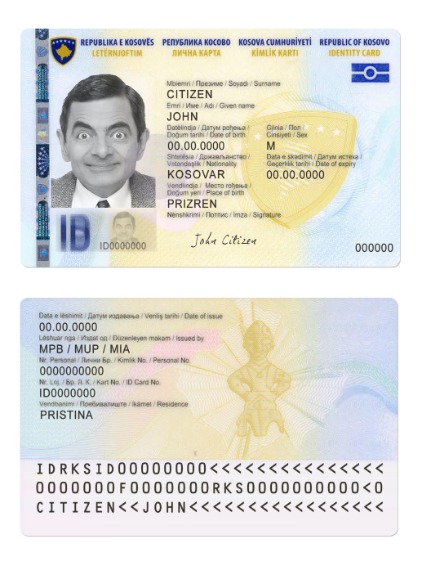 REPUBLIKA E KOSOVËS РЕПУБЛИКА КОСОВО KOSOVA CUMHURİYETİ REPUBLIC OF KOSOVO
LETËRNJOFTIM ЛИЧНА КАРТА KİMLİK KARTI IDENTITY CARD
Mbiemri / Презиме / Soyadı / Surname
CITIZEN
Emri / Име / Adı / Given name
JOHN
Datëlindja / Датум рођења / Gjinia / Пол /
Doğum tarihi / Date of birth Cinsiyeti / Sex
00.00.0000 M
Shtetësia / Држављанство / Data e skadimit / Датум истека /
Vatandaşlık / Nationality Geçerlilik tarihi / Date of expiry
KOSOVAR 00.00.0000
Vendlindja / Место рођења /
Doğum yeri / Place of birth
PRIZREN
Nënshkrimi / Потпис / İmza / Signature
John Citizen
ID ID0000000
000000
Data e lëshimit / Датум издавања / Veriliş tarihi / Date of issue
00.00.0000
Lëshuar nga / Издат од / Düzenleyen makam / Issued by
MPB / MUP / MIA
Nr. Personal / Лични Бр. / Kimlik No. / Personal No.
0000000000
Nr. Lnj. / Бр. Л. К. / Kart No. / ID Card No.
ID0000000
Vendbanimi / Пребивалиште / İkamet / Residence
PRISTINA
IDRKSID00000000<<<<<<<<<<<<<<<
0000000F0000000RKS0000000000<0
CITIZEN<<JOHN<<<<<<<<<<<<<<<<<